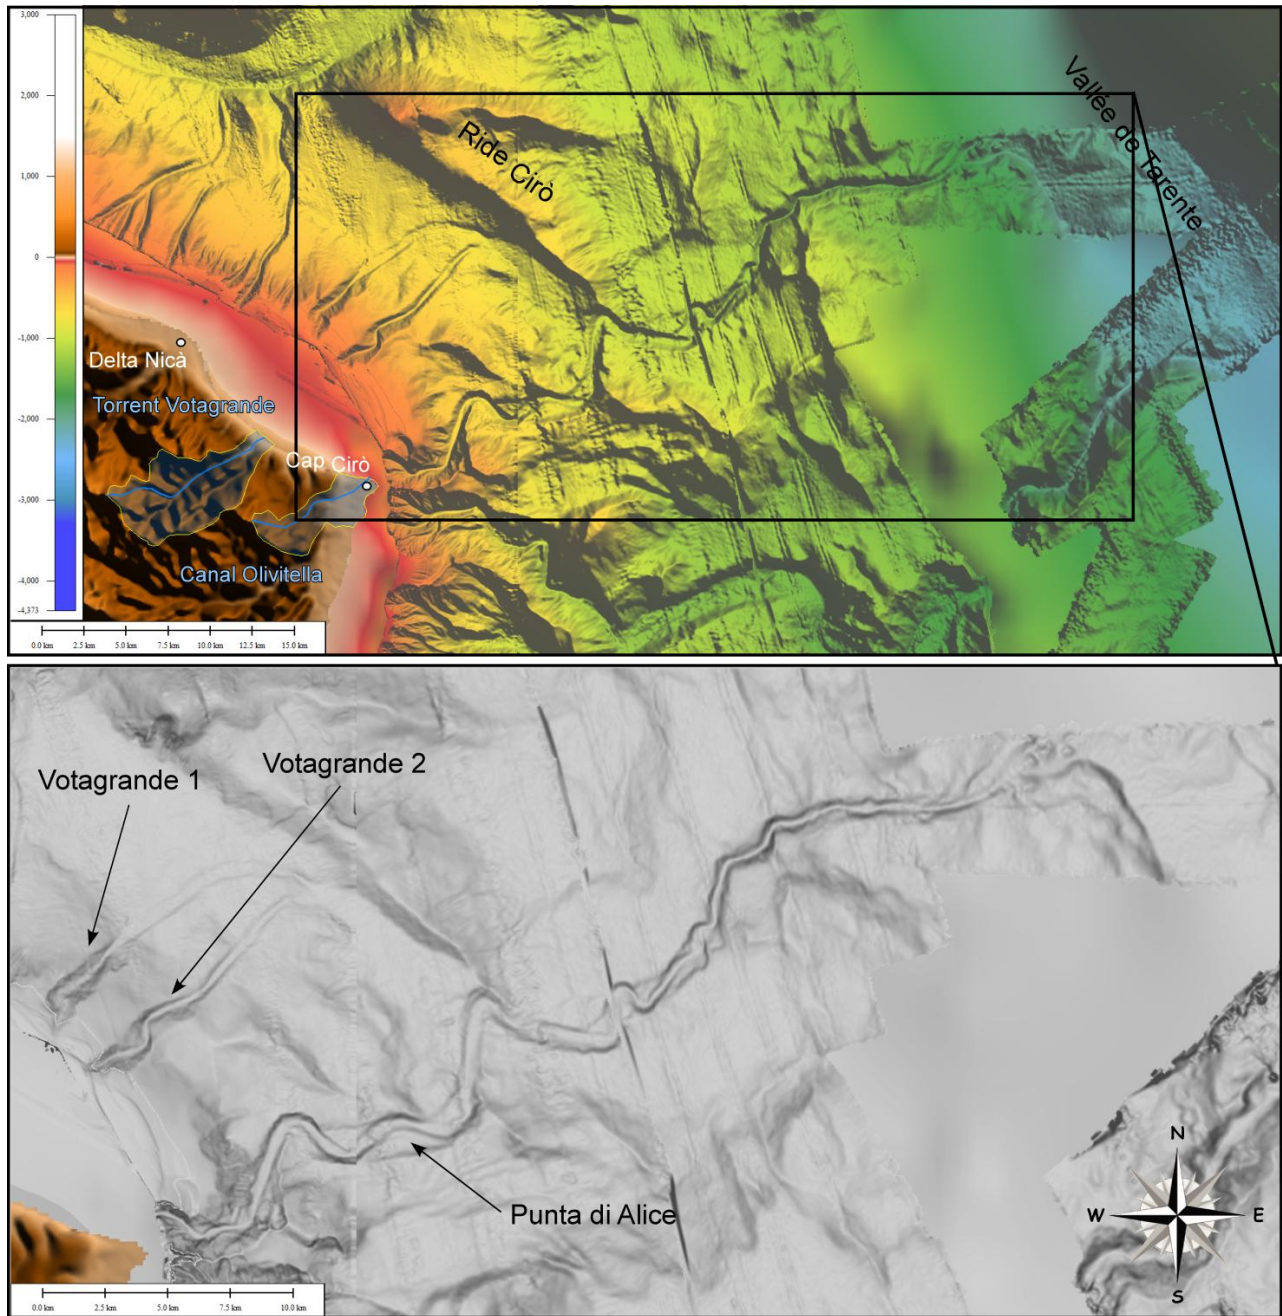 3,000
2,000
1,000
0
-1,000
-2,000
-3,000
-4,000
-4,373
Ride Cirò
Vallée de Tarente
Delta Nicà
Torrent Votagrande
Cap Cirò
Canal Olivitella
0.0 km 2.5 km 5.0 km 7.5 km 10.0 km 12.5 km 15.0 km
Votagrande 1
Votagrande 2
Punta di Alice
N
W E
S
0.0 km 2.5 km 5.0 km 7.5 km 10.0 km